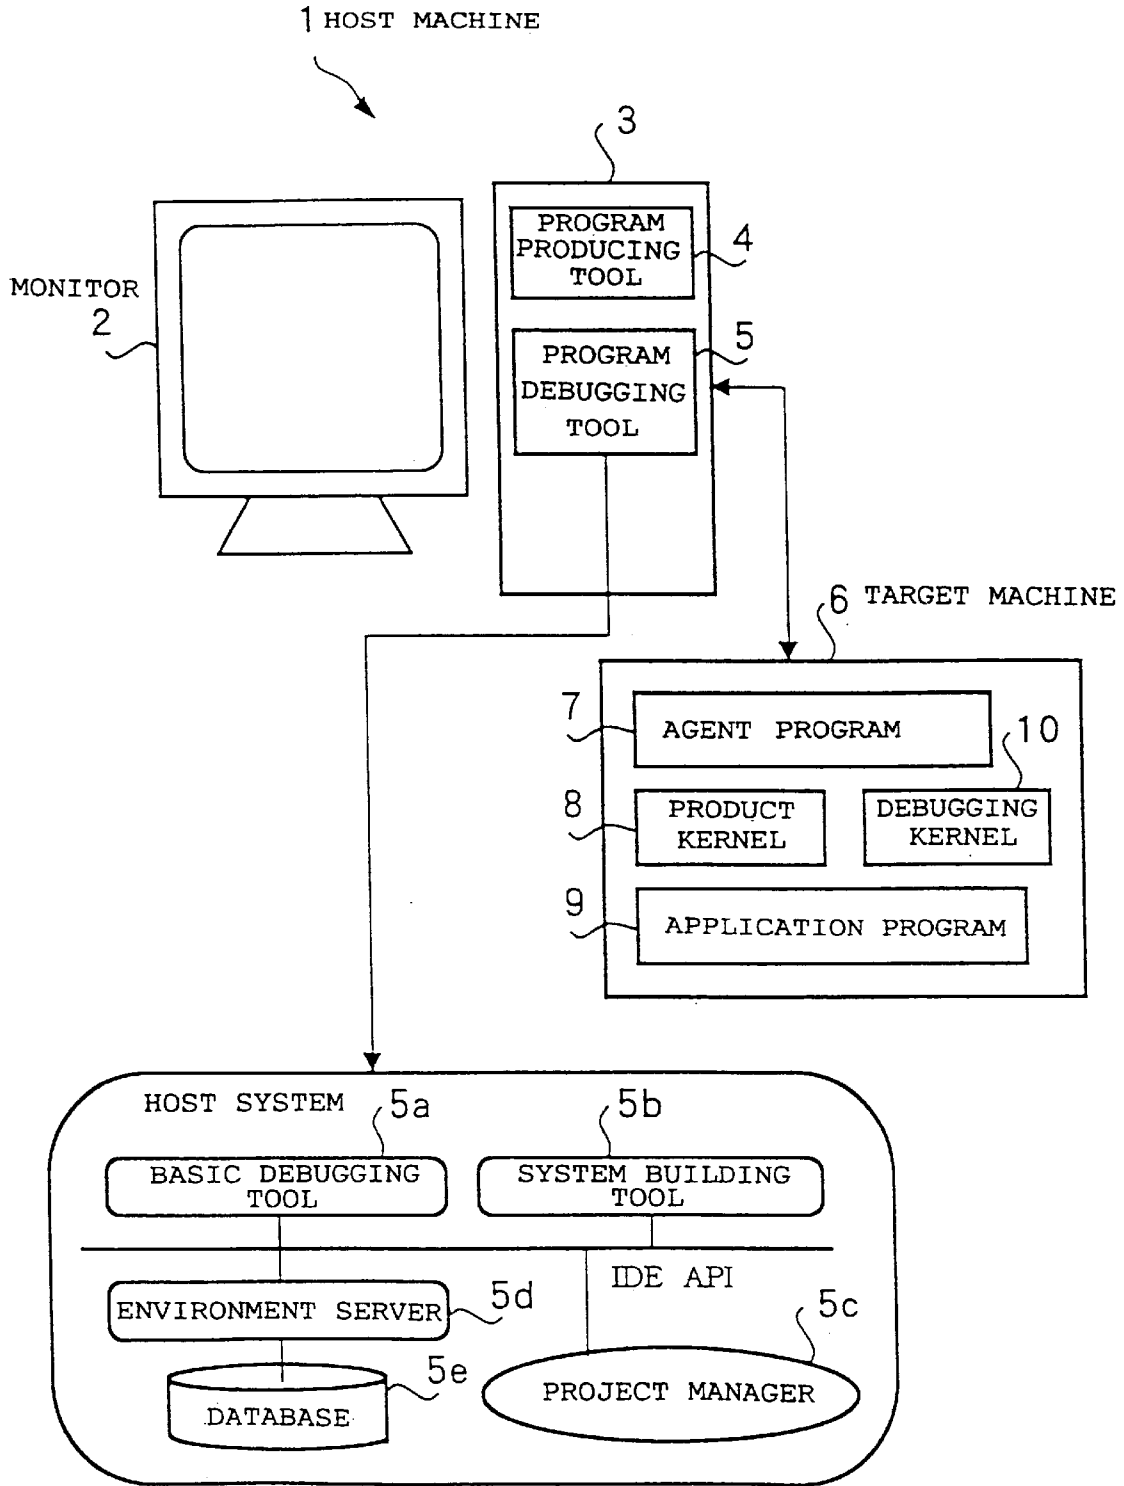 1 HOST MACHINE
3
PROGRAM
PRODUCING
TOOL
4
MONITOR
2
5
PROGRAM
DEBUGGING
TOOL
6 TARGET MACHINE
7
AGENT PROGRAM
10
8
PRODUCT
KERNEL
DEBUGGING
KERNEL
9
APPLICATION PROGRAM
HOST SYSTEM
5a
5b
BASIC DEBUGGING
TOOL
SYSTEM BUILDING
TOOL
IDE API
ENVIRONMENT SERVER
5d
5c
5e
DATABASE
PROJECT MANAGER